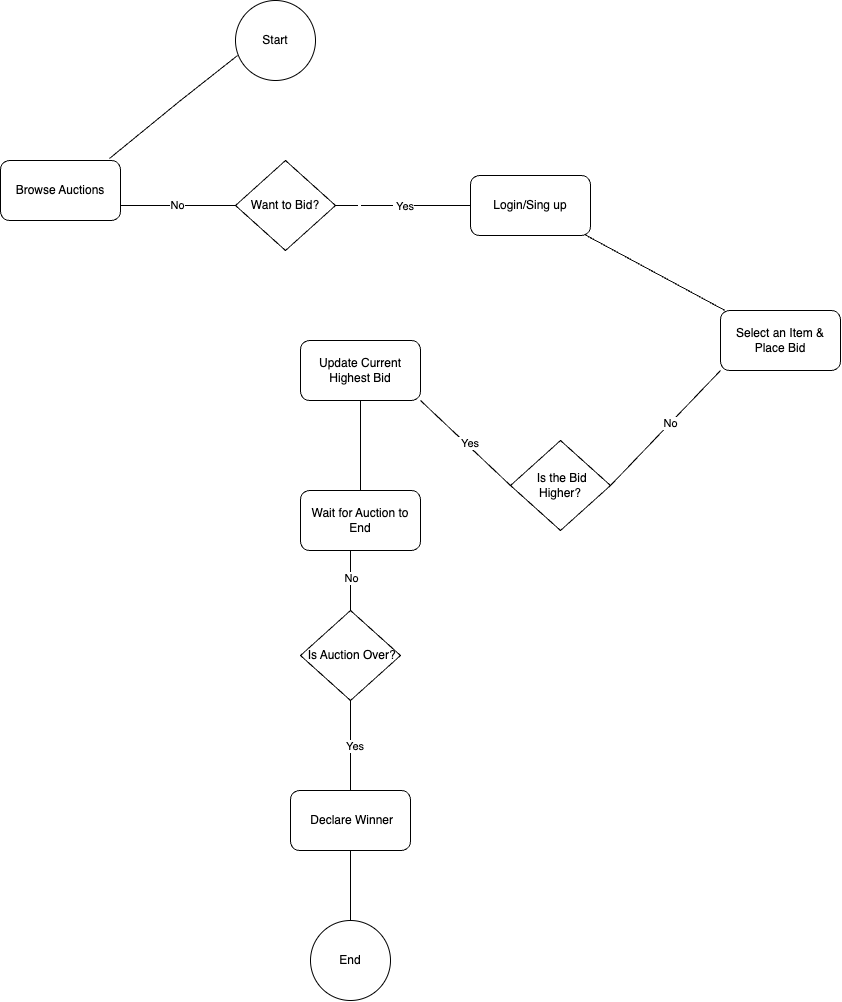 Start
Browse Auctions
No
Want to Bid?
Yes
Login/Sing up
Select an Item &
Place Bid
No
Is the Bid
Higher?
Yes
Update Current
Highest Bid
Wait for Auction to
End
No
Is Auction Over?
Yes
Declare Winner
End